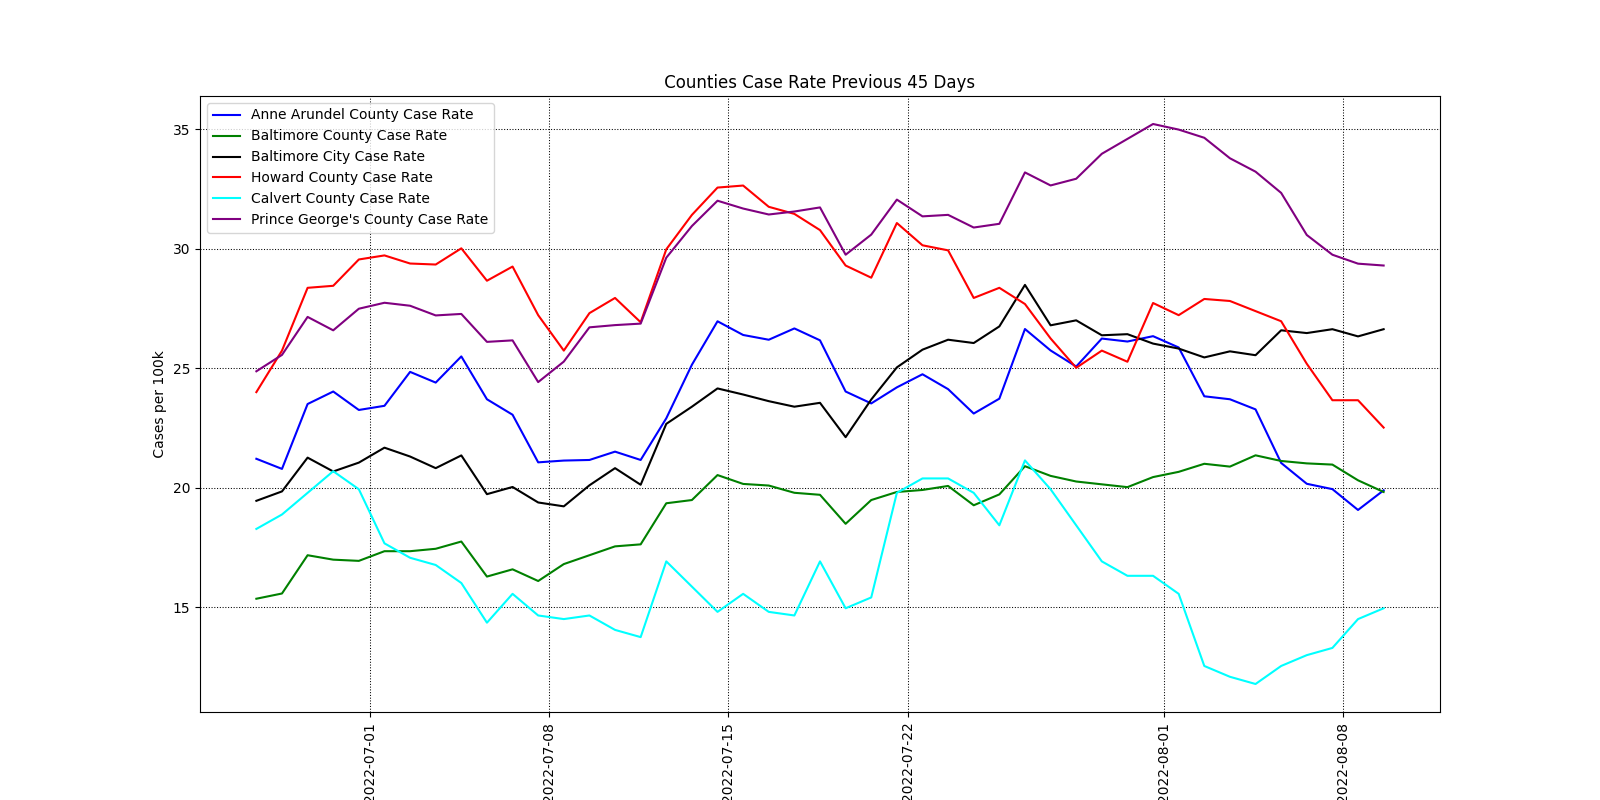 Counties Case Rate Previous 45 Days
Anne Arundel County Case Rate
Baltimore County Case Rate
Baltimore City Case Rate
Howard County Case Rate
Calvert County Case Rate
Prince George's County Case Rate
Cases per 100k
35
30
25
20
15
2022-07-01
2022-07-08
2022-07-15
2022-07-22
2022-08-01
2022-08-08